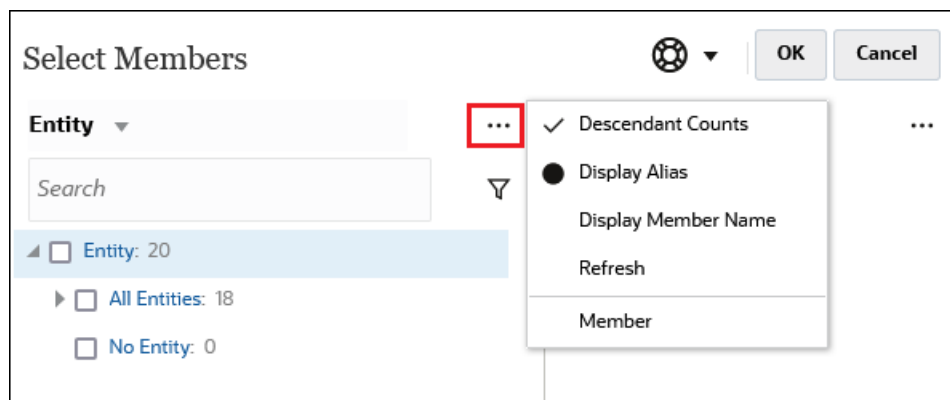 Select Members
OK
Cancel
Entity
Descendant Counts
Search
Display Alias
Display Member Name
Entity: 20
Refresh
All Entities: 18
Member
No Entity: 0